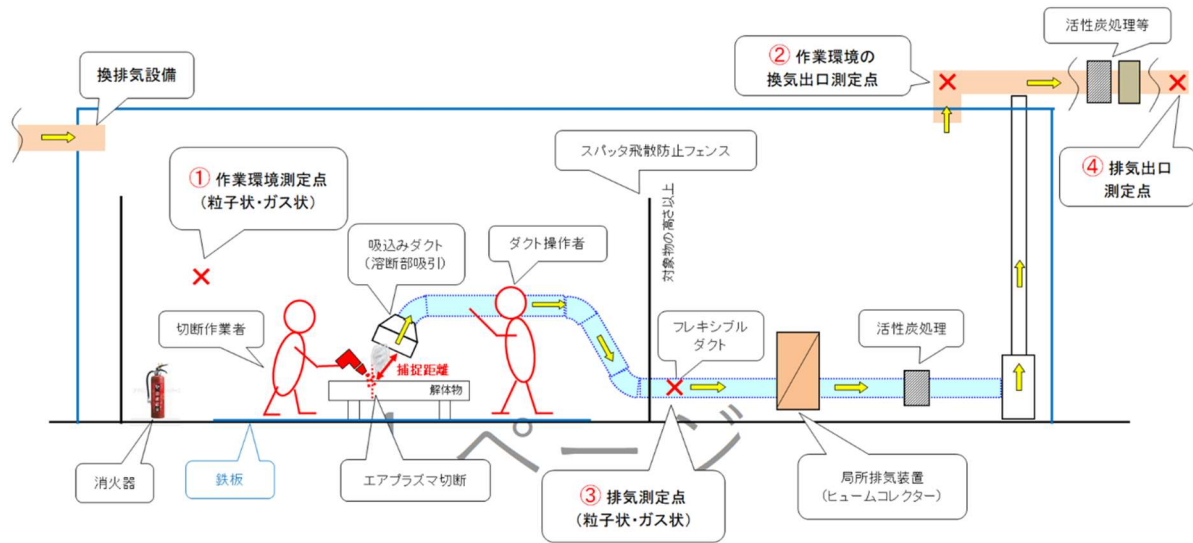 活性炭処理等
② 作業環境の
換気出口測定点
換排気設備
スパッタ飛散防止フェンス
④ 排気出口
測定点
① 作業環境測定点
(粒子状・ガス状)
対象物の高さ以上
吸込みダクト
(溶断部吸引)
ダクト操作者
切断作業者
フレキシブル
ダクト
活性炭処理
捕捉距離
解体物
ページ
消火器
鉄板
エアプラズマ切断
③ 排気測定点
(粒子状・ガス状)
局所排気装置
(ヒュームコレクター)